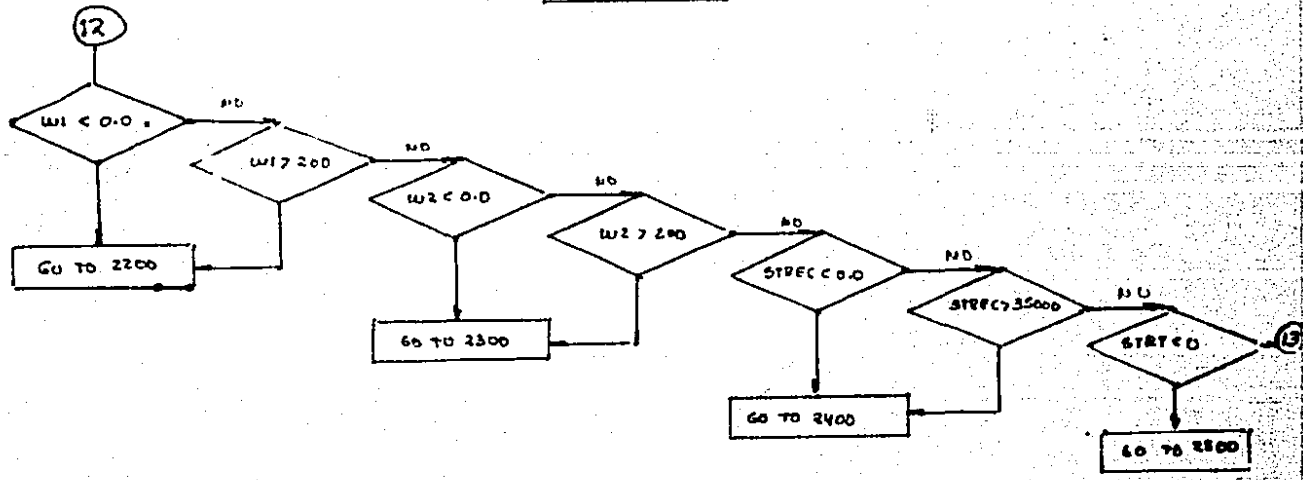 12
W1 < 0.0
NO
W1 > 200
NO
W2 < 0.0
NO
W2 > 200
NO
STREC < 0.0
NO
STREC > 35000
NO
STRT < 0
13
GO TO 2200
GO TO 2300
GO TO 2400
GO TO 2500